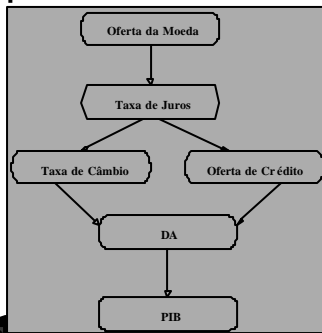 Oferta da Moeda
Taxa de Juros
Taxa de Câmbio
Oferta de Crédito
DA
PIB